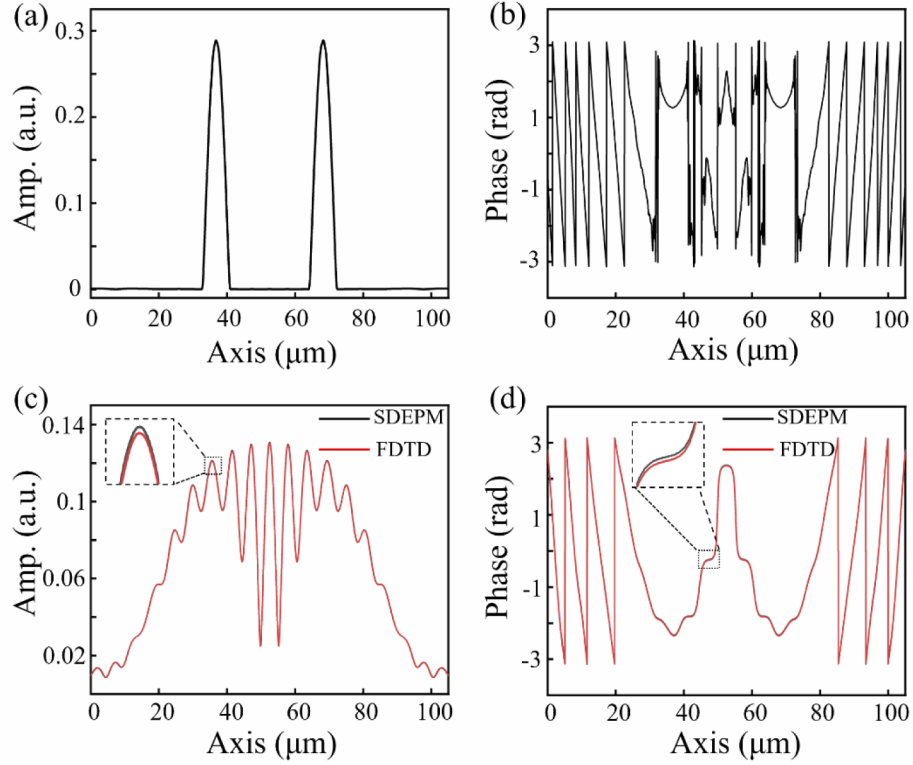 (a)
0.3
0.2
0.1
0
Amp. (a.u.)
0 20 40 60 80 100
Axis (μm)
(b)
3
1
-1
-3
Phase (rad)
0 20 40 60 80 100
Axis (μm)
(c)
0.14
0.1
0.06
0.02
Amp. (a.u.)
SDEPM
FDTD
0 20 40 60 80 100
Axis (μm)
(d)
3
1
-1
-3
Phase (rad)
SDEPM
FDTD
0 20 40 60 80 100
Axis (μm)